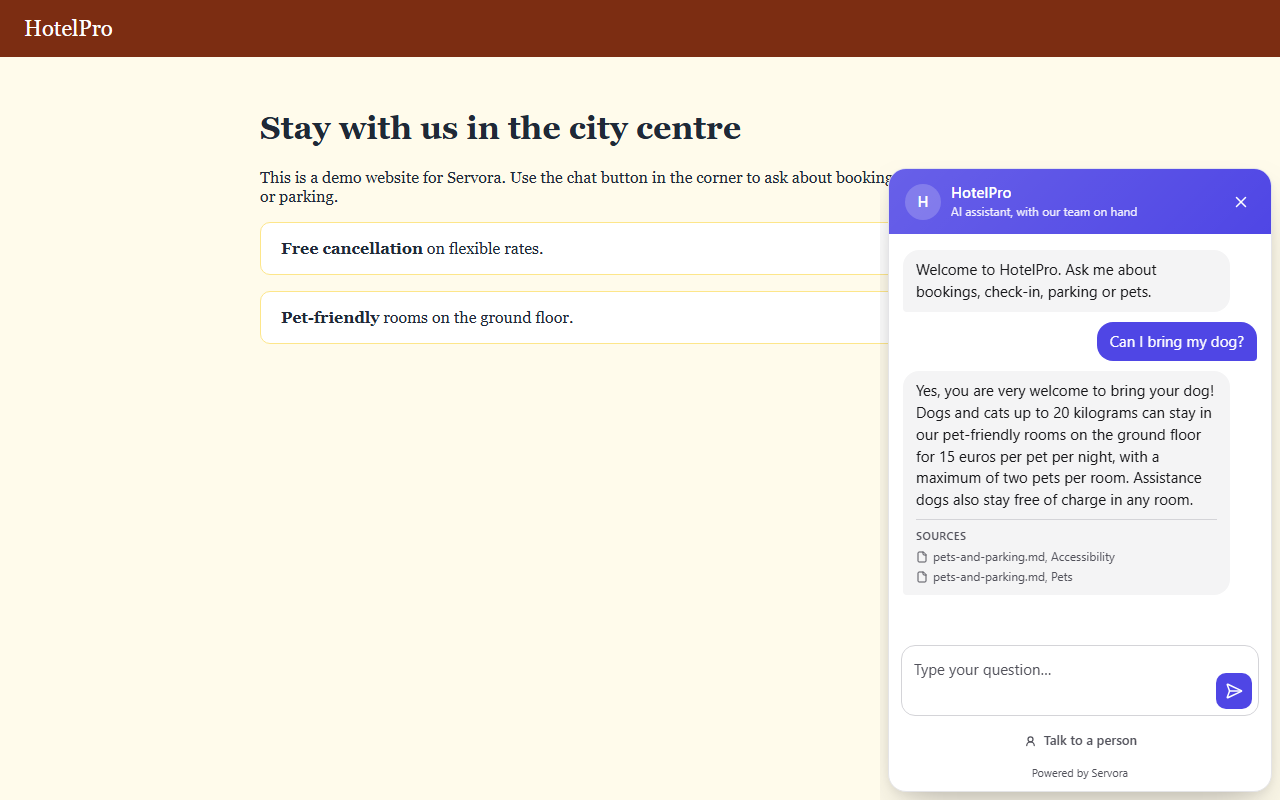 HotelPro
Stay with us in the city centre
This is a demo website for Servora. Use the chat button in the corner to ask about booking
or parking.
Free cancellation on flexible rates.
Pet-friendly rooms on the ground floor.
H
HotelPro
AI assistant, with our team on hand
Welcome to HotelPro. Ask me about
bookings, check-in, parking or pets.
Can I bring my dog?
Yes, you are very welcome to bring your dog!
Dogs and cats up to 20 kilograms can stay in
our pet-friendly rooms on the ground floor
for 15 euros per pet per night, with a
maximum of two pets per room. Assistance
dogs also stay free of charge in any room.
SOURCES
pets-and-parking.md, Accessibility
pets-and-parking.md, Pets
Type your question...
Talk to a person
Powered by Servora